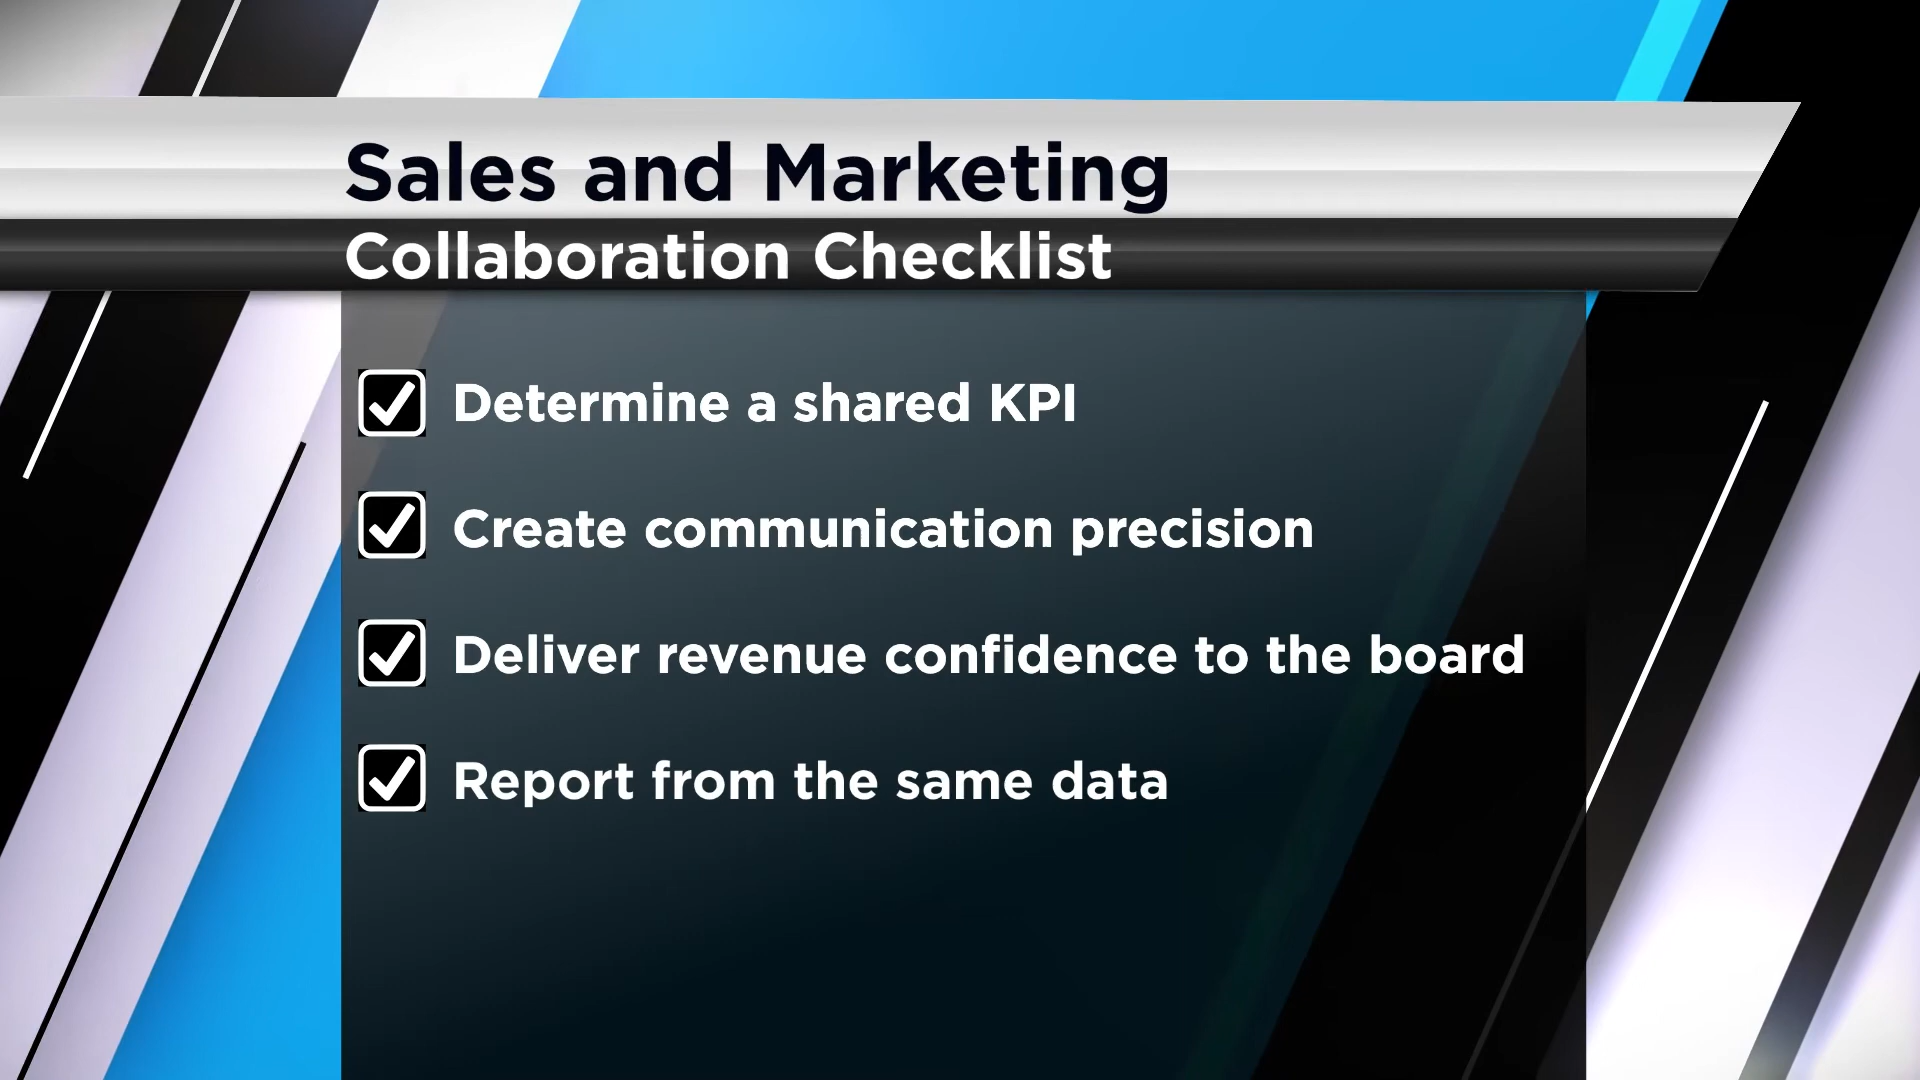 Sales and Marketing
Collaboration Checklist
Determine a shared KPI
Create communication precision
Deliver revenue confidence to the board
Report from the same data